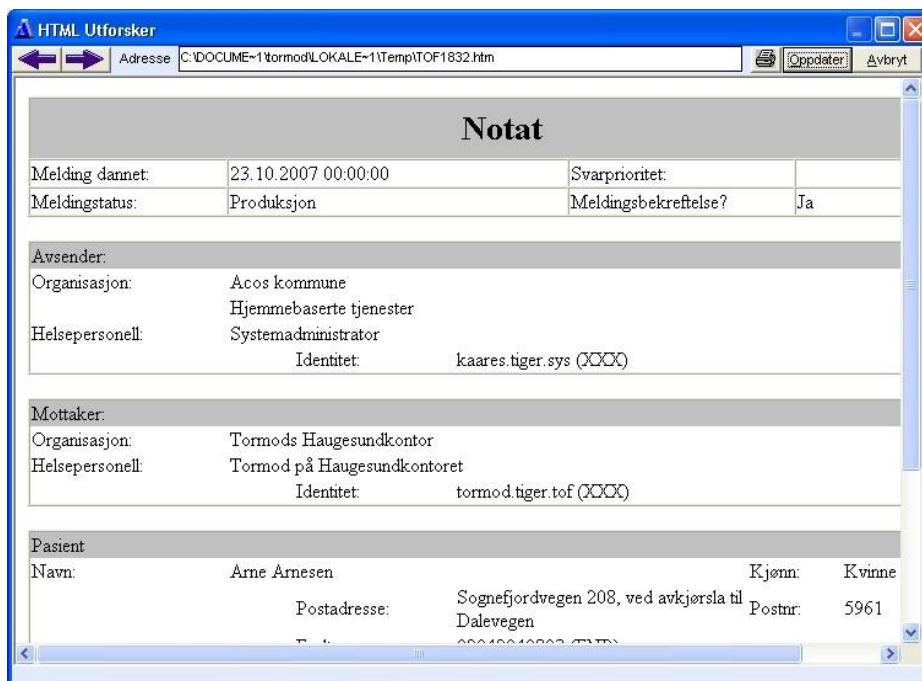 HTML Utforsker
Adresse C:\DOCUME~1\tormod\LOKALE~1\Temp\TOF1832.htm Oppdater Avbryt
Notat
Melding dannet: 23.10.2007 00:00:00 Svarprioritet:
Meldingstatus: Produksjon Meldingsbekreftelse? Ja
Avsender:
Organisasjon: Acos kommune
Hjemmebaserte tjenester
Helsepersonell: Systemadministrator
Identitet: kaares.tiger.sys (XXX)
Mottaker:
Organisasjon: Tormods Haugesundkontor
Helsepersonell: Tormod på Haugesundkontoret
Identitet: tormod.tiger.tof (XXX)
Pasient
Navn: Arne Arnesen Kjønn: Kvinne
Postadresse: Sognefjordvegen 208, ved avkjørsla til Dalevegen Postnr: 5961